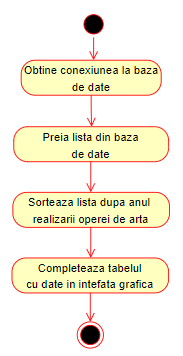 Obtine conexiunea la baza
de date
Preia lista din baza
de date
Sorteaza lista dupa anul
realizarii operei de arta
Completeaza tabelul
cu date in intefata grafica